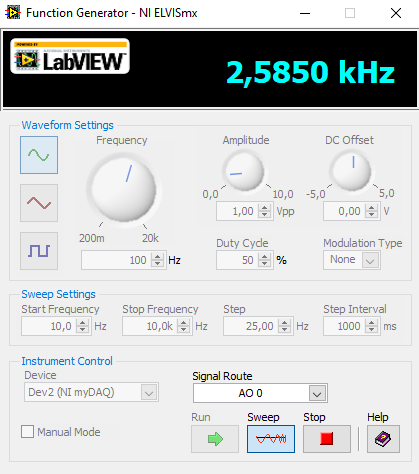 Function Generator - NI ELVISmx
LabVIEW
2,5850 kHz
Waveform Settings
Frequency
Amplitude
DC Offset
0,0 10,0
-5,0 5,0
200m 20k
1,00 Vpp
0,00 V
100 Hz
Duty Cycle
50 %
Modulation Type
None
Sweep Settings
Start Frequency Stop Frequency Step Step Interval
10,0 Hz 10,0k Hz 25,00 Hz 1000 ms
Instrument Control
Device
Dev2 (NI myDAQ)
Signal Route
AO 0
Manual Mode
Run Sweep Stop Help